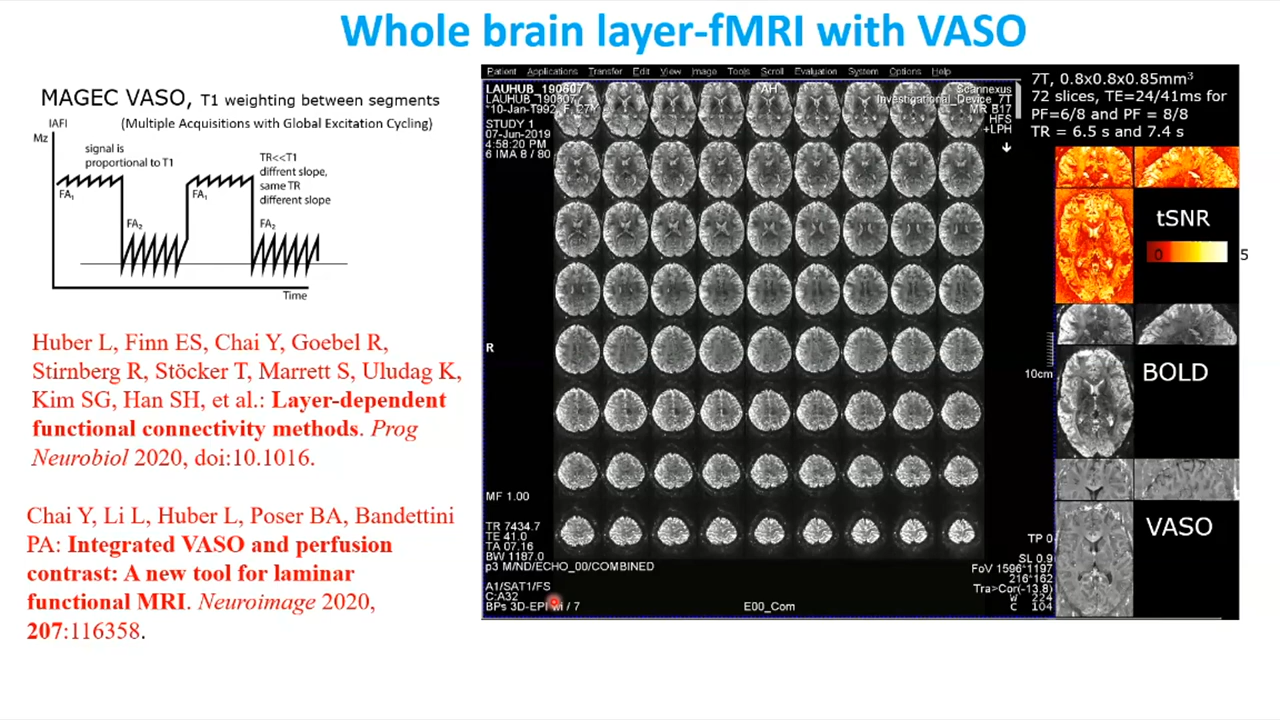 Whole brain layer-fMRI with VASO
MAGEC VASO, T1 weighting between segments
(Multiple Acquisitions with Global Excitation Cycling)
IAFI
Mz
signal is
proportional to T1
TR<<T1
diffrent slope,
same TR
different slope
FA1
FA1
FA2
FA2
Time
Huber L, Finn ES, Chai Y, Goebel R,
Stirnberg R, Stöcker T, Marrett S, Uludag K,
Kim SG, Han SH, et al.: Layer-dependent
functional connectivity methods. Prog
Neurobiol 2020, doi:10.1016.
Chai Y, Li L, Huber L, Poser BA, Bandettini
PA: Integrated VASO and perfusion
contrast: A new tool for laminar
functional MRI. Neuroimage 2020,
207:116358.
Patient Applications Transfer Edit View Image Tools Scroll Evaluation System Options Help
LAUHUB_190607
LAUHUB_190607
*10-Jan-1992, F, 27Y
STUDY 1
07-Jun-2019
4:58:20 PM
6 IMA 8 / 80
AH
Scannexus
Investigational_Device_7T
MR B17
HFS
+LPH
R
10cm
MF 1.00
TR 7434.7
TE 41.0
TA 07.16
BW 1187.0
p3 M/ND/ECHO_00/COMBINED
A1/SAT1/FS
C:A32
BPs 3D-EPI / 7
E00_Com
TP 0
SL 0.9
FoV 1596*1197
216*162
Tra>Cor(-13.8)
W 224
C 104
7T, 0.8x0.8x0.85mm³
72 slices, TE=24/41ms for
PF=6/8 and PF = 8/8
TR = 6.5 s and 7.4 s
tSNR
0 5
BOLD
VASO